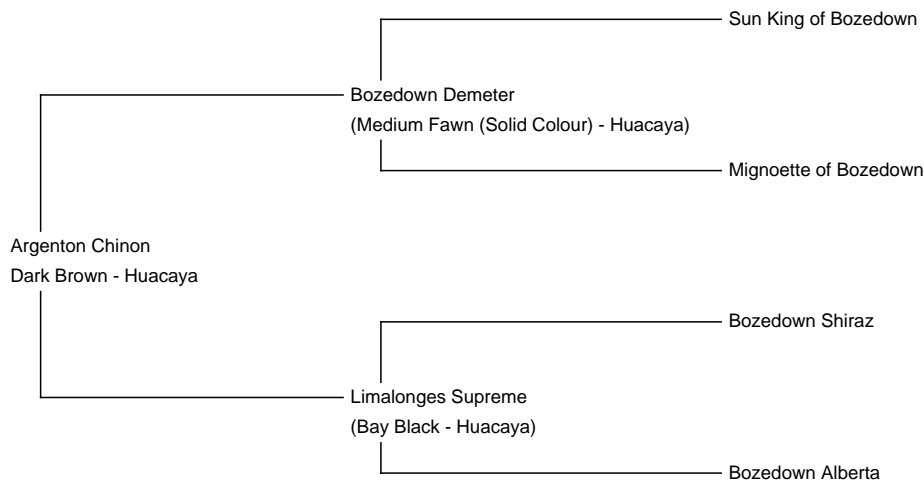 Sun King of Bozedown
Bozedown Demeter
(Medium Fawn (Solid Colour) - Huacaya)
Mignoette of Bozedown
Argenton Chinon
Dark Brown - Huacaya
Bozedown Shiraz
Limalonges Supreme
(Bay Black - Huacaya)
Bozedown Alberta